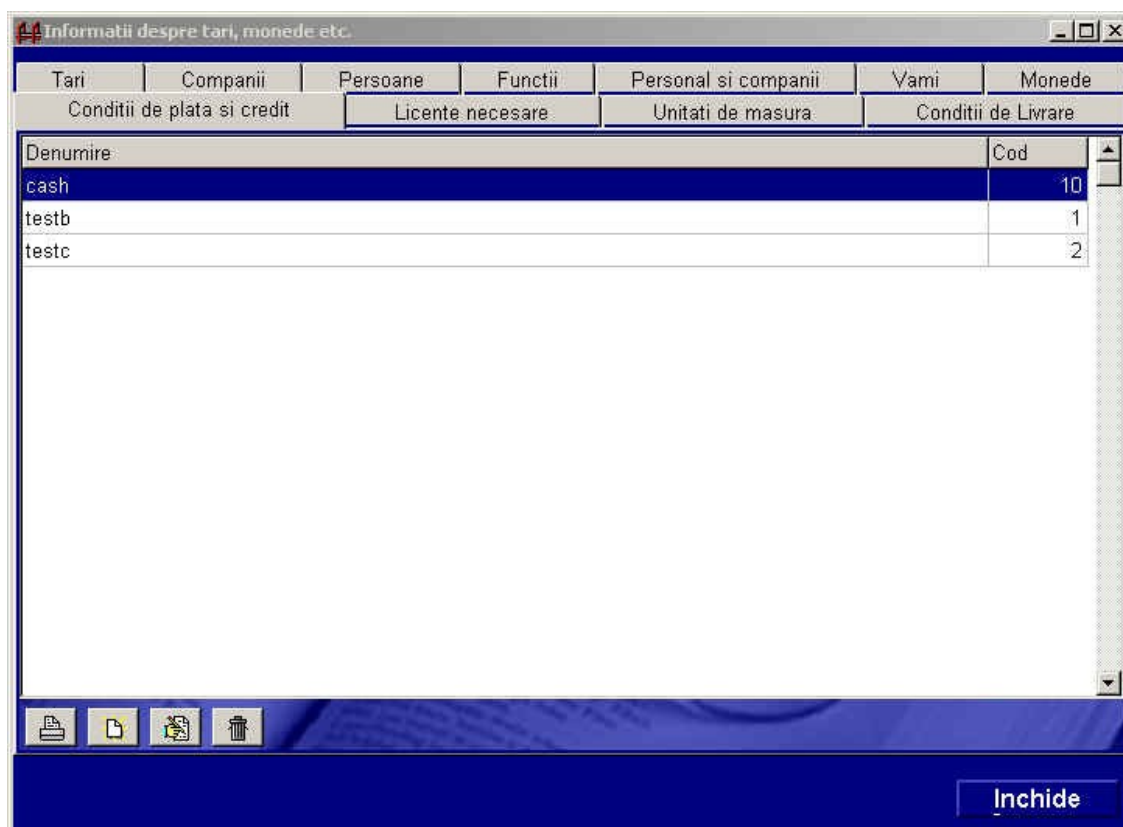 Informatii despre tari, monede etc.
Tari Companii Persoane Functii Personal si companii Vami Monede
Conditii de plata si credit Licente necesare Unitati de masura Conditii de Livrare
Denumire Cod
cash 10
testb 1
testc 2
Inchide